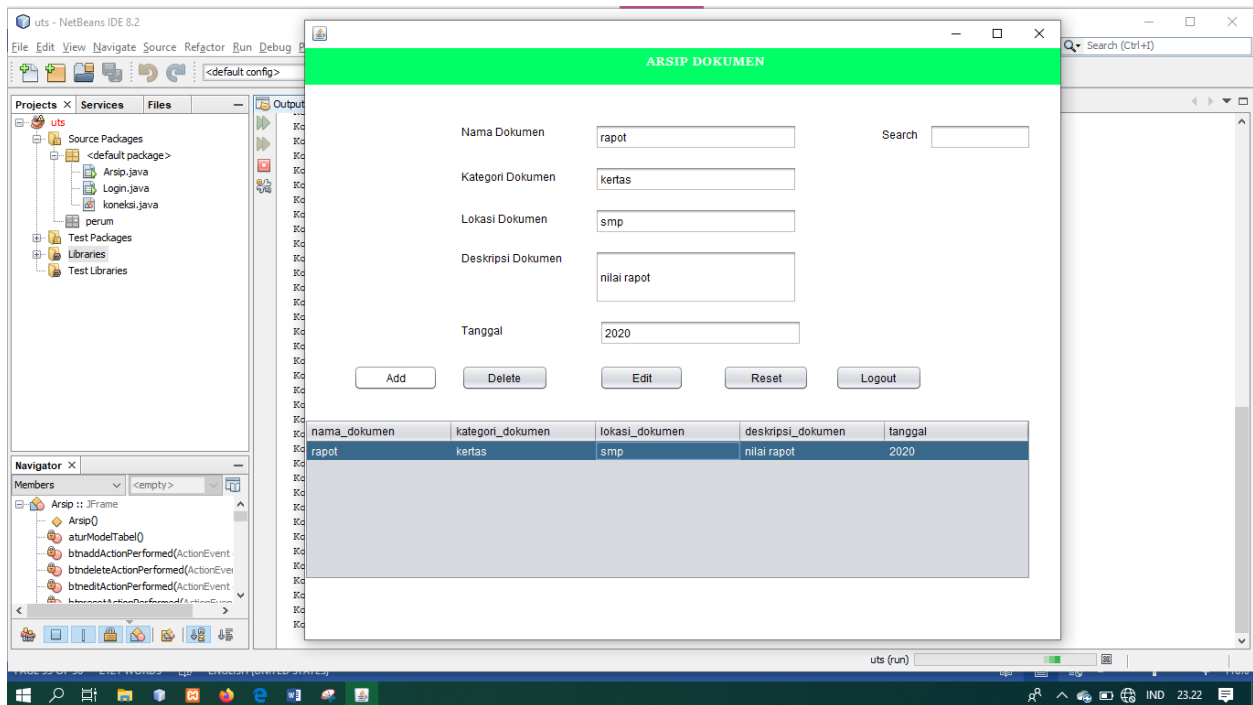 uts - NetBeans IDE 8.2
File Edit View Navigate Source Refactor Run Debug P
Search (Ctrl+I)
<default config>
Projects Services Files
Output
uts
Source Packages
<default package>
Arsip.java
Login.java
koneksi.java
perum
Test Packages
Libraries
Test Libraries
Navigator
Members <empty>
Arsip :: JFrame
Arsip()
aturModelTabel()
btnaddActionPerformed(ActionEvent
btndeleteActionPerformed(ActionEve
btneditActionPerformed(ActionEvent
ARSIP DOKUMEN
Nama Dokumen rapot Search
Kategori Dokumen kertas
Lokasi Dokumen smp
Deskripsi Dokumen nilai rapot
Tanggal 2020
Add Delete Edit Reset Logout
nama_dokumen kategori_dokumen lokasi_dokumen deskripsi_dokumen tanggal
rapot kertas smp nilai rapot 2020
uts (run)
IND 23.22